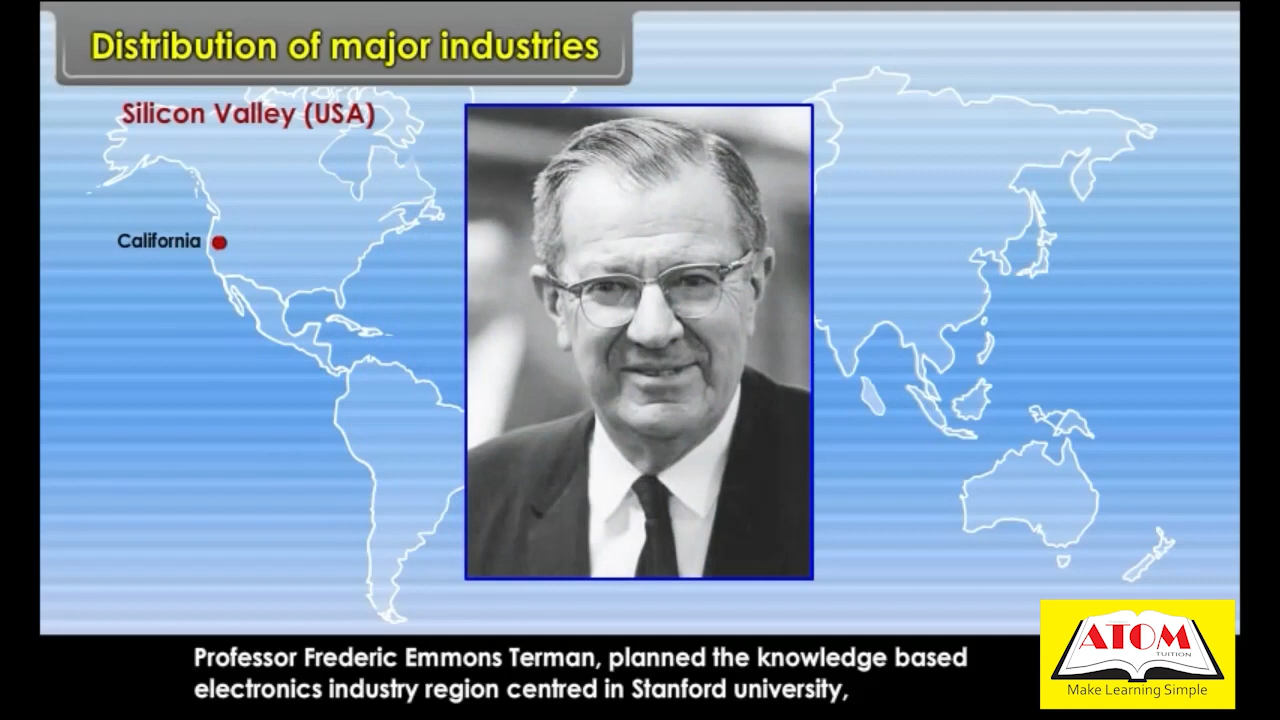 Distribution of major industries
Silicon Valley (USA)
California
Professor Frederic Emmons Terman, planned the knowledge based
electronics industry region centred in Stanford university,
ATOM
TUITION
Make Learning Simple